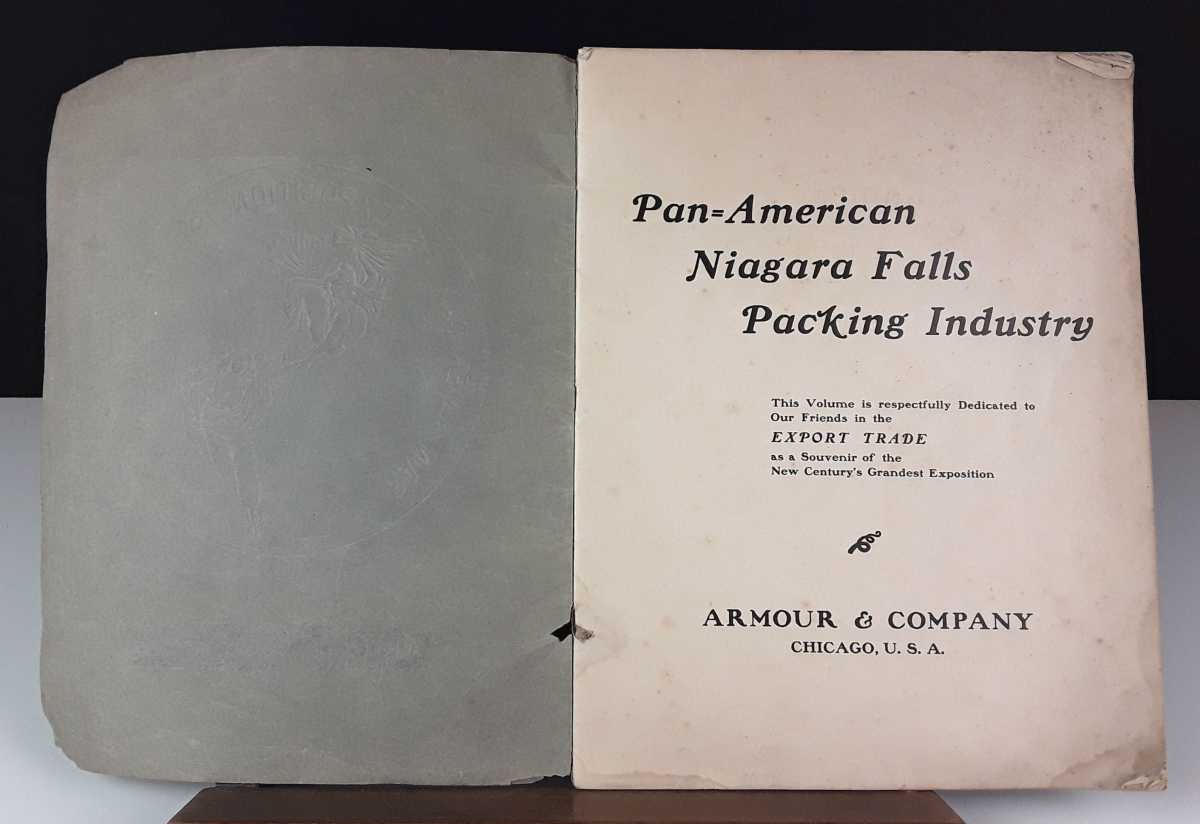 Pan=American
Niagara Falls
Packing Industry
This Volume is respectfully Dedicated to
Our Friends in the
EXPORT TRADE
as a Souvenir of the
New Century's Grandest Exposition
ARMOUR & COMPANY
CHICAGO, U. S. A.